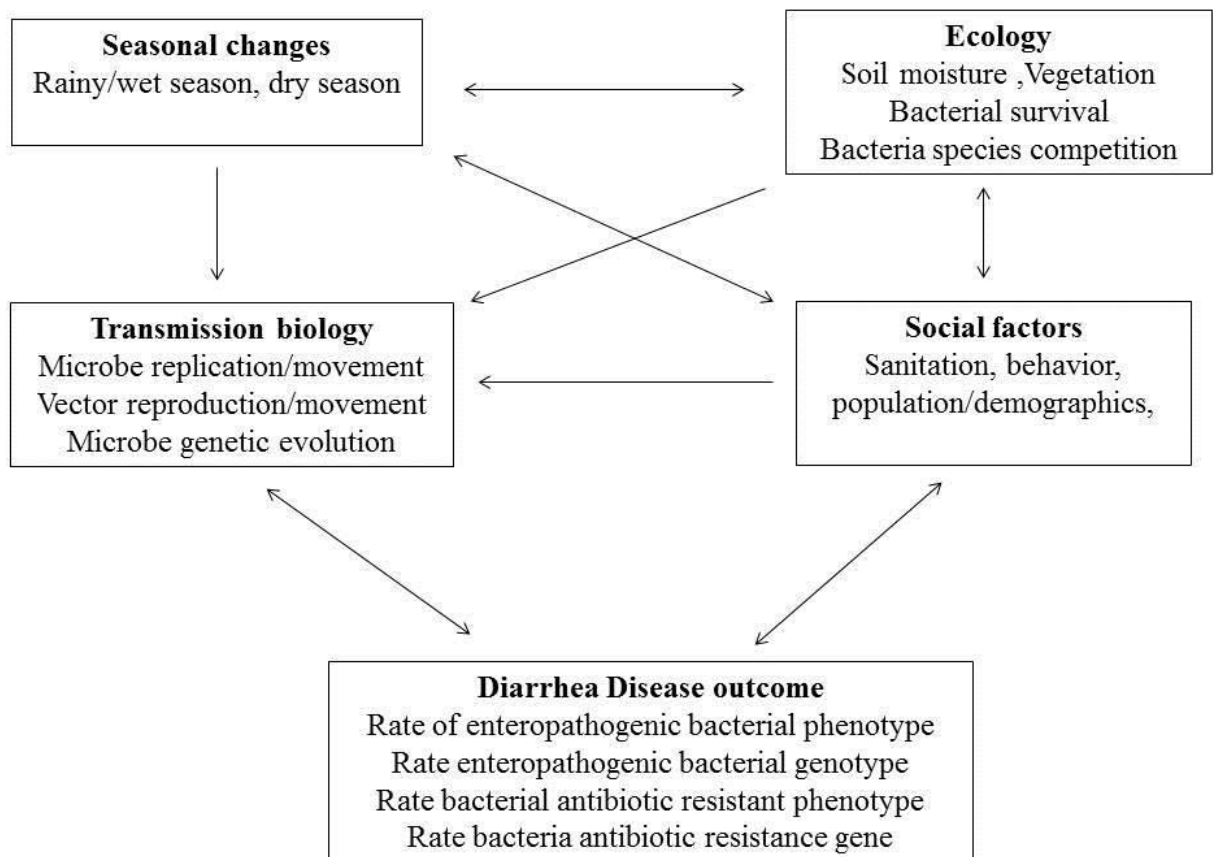 Seasonal changes
Rainy/wet season, dry season
Ecology
Soil moisture ,Vegetation
Bacterial survival
Bacteria species competition
Transmission biology
Microbe replication/movement
Vector reproduction/movement
Microbe genetic evolution
Social factors
Sanitation, behavior,
population/demographics,
Diarrhea Disease outcome
Rate of enteropathogenic bacterial phenotype
Rate enteropathogenic bacterial genotype
Rate bacterial antibiotic resistant phenotype
Rate bacteria antibiotic resistance gene